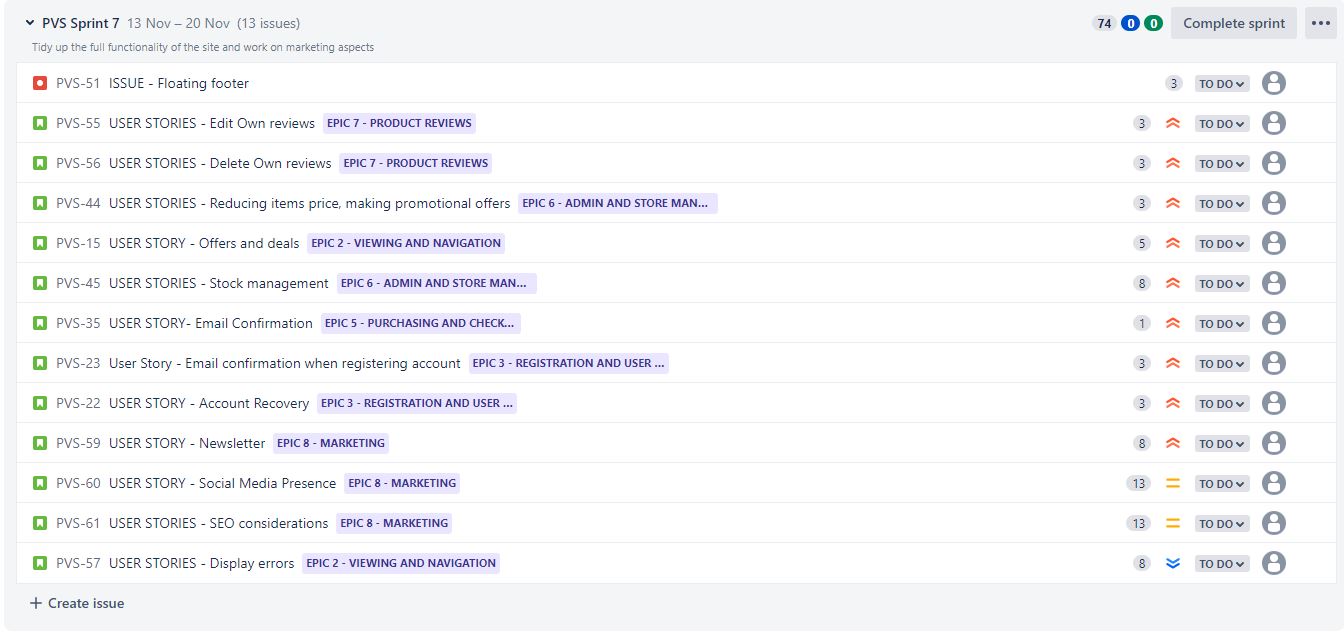 PVS Sprint 7 13 Nov – 20 Nov (13 issues) 74 0 0 Complete sprint
Tidy up the full functionality of the site and work on marketing aspects
PVS-51 ISSUE - Floating footer 3 TO DO
PVS-55 USER STORIES - Edit Own reviews EPIC 7 - PRODUCT REVIEWS 3 TO DO
PVS-56 USER STORIES - Delete Own reviews EPIC 7 - PRODUCT REVIEWS 3 TO DO
PVS-44 USER STORIES - Reducing items price, making promotional offers EPIC 6 - ADMIN AND STORE MAN... 3 TO DO
PVS-15 USER STORY - Offers and deals EPIC 2 - VIEWING AND NAVIGATION 5 TO DO
PVS-45 USER STORIES - Stock management EPIC 6 - ADMIN AND STORE MAN... 8 TO DO
PVS-35 USER STORY- Email Confirmation EPIC 5 - PURCHASING AND CHECK... 1 TO DO
PVS-23 User Story - Email confirmation when registering account EPIC 3 - REGISTRATION AND USER ... 3 TO DO
PVS-22 USER STORY - Account Recovery EPIC 3 - REGISTRATION AND USER ... 3 TO DO
PVS-59 USER STORY - Newsletter EPIC 8 - MARKETING 8 TO DO
PVS-60 USER STORY - Social Media Presence EPIC 8 - MARKETING 13 TO DO
PVS-61 USER STORIES - SEO considerations EPIC 8 - MARKETING 13 TO DO
PVS-57 USER STORIES - Display errors EPIC 2 - VIEWING AND NAVIGATION 8 TO DO
+ Create issue